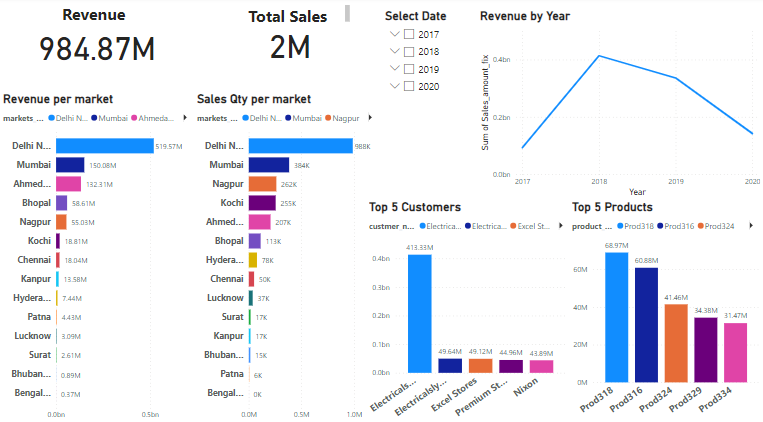 Revenue
984.87M
Total Sales
2M
Select Date
2017
2018
2019
2020
Revenue by Year
Sum of Sales_amount_fix
0.4bn
0.2bn
0.0bn
2017
2018
2019
2020
Year
Revenue per market
markets_... Delhi N... Mumbai Ahmeda...
Delhi N... 519.57M
Mumbai 150.08M
Ahmed... 132.31M
Bhopal 58.61M
Nagpur 55.03M
Kochi 18.81M
Chennai 18.04M
Kanpur 13.58M
Hydera... 7.44M
Patna 4.43M
Lucknow 3.09M
Surat 2.61M
Bhuban... 0.89M
Bengal... 0.37M
0.0bn
0.5bn
Sales Qty per market
markets_... Delhi N... Mumbai Nagpur
Delhi N... 988K
Mumbai 384K
Nagpur 262K
Kochi 255K
Ahmed... 207K
Bhopal 113K
Hydera... 78K
Chennai 50K
Lucknow 37K
Surat 17K
Kanpur 17K
Bhuban... 15K
Patna 6K
Bengal... 0K
0.0M
0.5M
1.0M
Top 5 Customers
custmer_n... Electrica... Electrica... Excel St...
0.4bn
0.3bn
0.2bn
0.1bn
0.0bn
413.33M
49.64M
49.12M
44.96M
43.89M
Electricals...
Electricalsly...
Excel Stores
Premium St...
Nixon
Top 5 Products
product_... Prod318 Prod316 Prod324
60M
40M
20M
0M
68.97M
60.88M
41.46M
34.38M
31.47M
Prod318
Prod316
Prod324
Prod329
Prod334